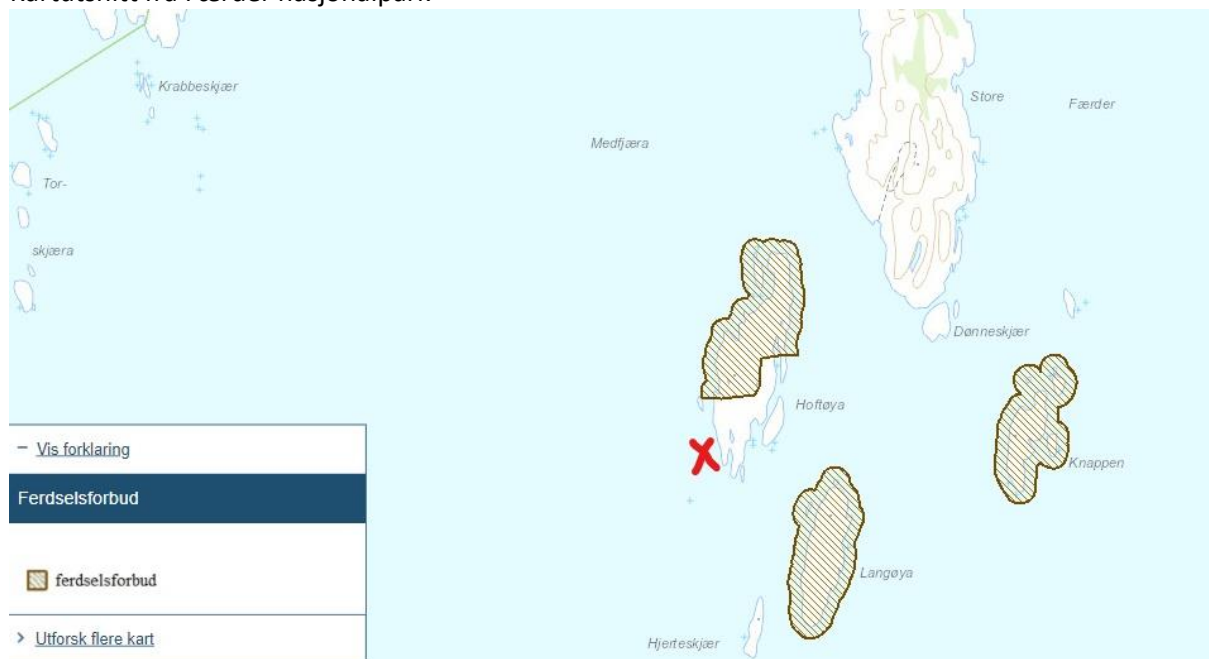 Kartutsnitt fra Færder nasjonalpark
Krabbeskjær
Store
Færder
Medfjæra
Tor-
skjæra
Dønneskjær
Hoftøya
Knappen
Langøya
Hjerteskjær
− Vis forklaring
Ferdselsforbud
ferdselsforbud
> Utforsk flere kart